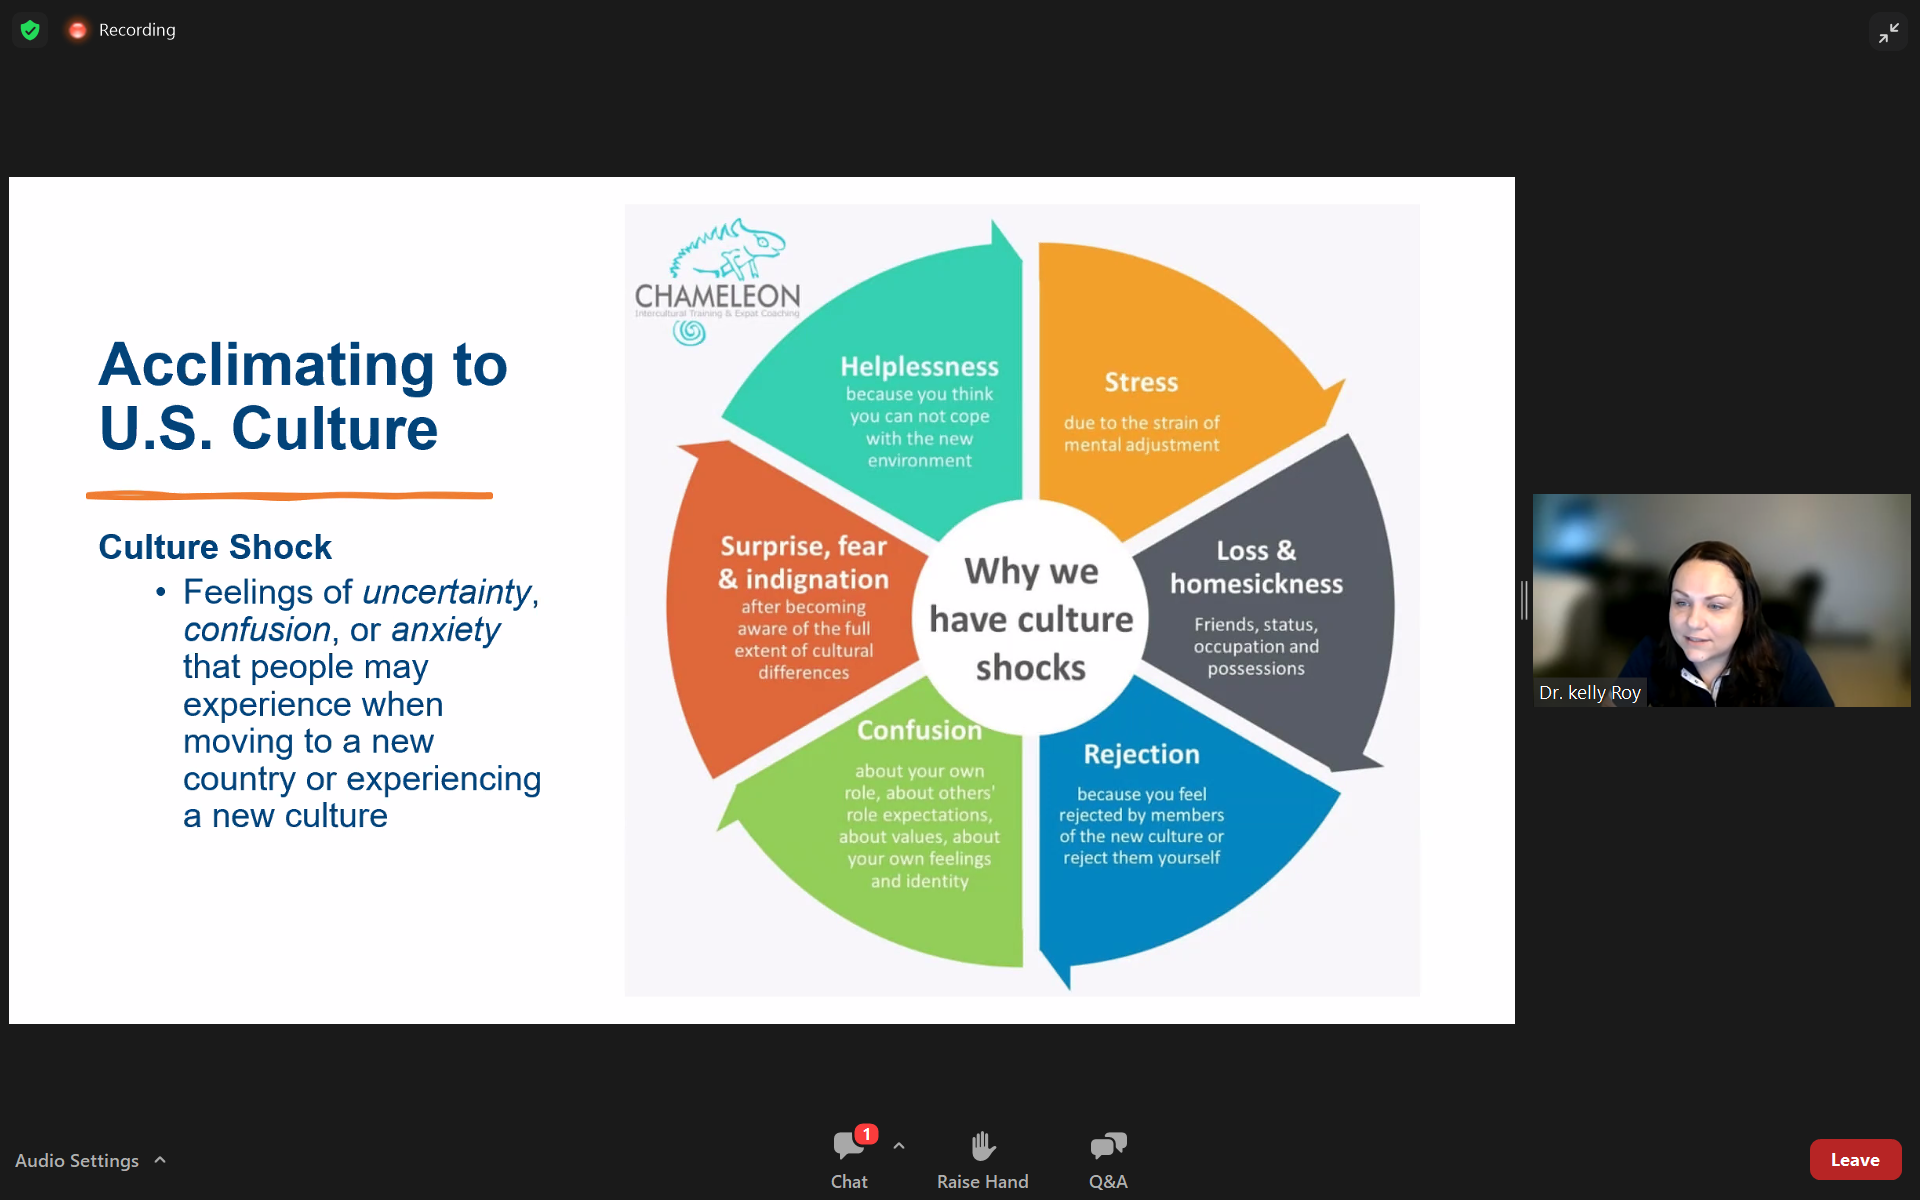 Recording
Acclimating to
U.S. Culture
Culture Shock
• Feelings of uncertainty,
confusion, or anxiety
that people may
experience when
moving to a new
country or experiencing
a new culture
CHAMELEON
Intercultural Training & Expat Coaching
Helplessness
because you think
you can not cope
with the new
environment
Stress
due to the strain of
mental adjustment
Surprise, fear
& indignation
after becoming
aware of the full
extent of cultural
differences
Why we
have culture
shocks
Loss &
homesickness
Friends, status,
occupation and
possessions
Confusion
about your own
role, about others'
role expectations,
about values, about
your own feelings
and identity
Rejection
because you feel
rejected by members
of the new culture or
reject them yourself
Dr. kelly Roy
Audio Settings
1
Chat
Raise Hand
Q&A
Leave